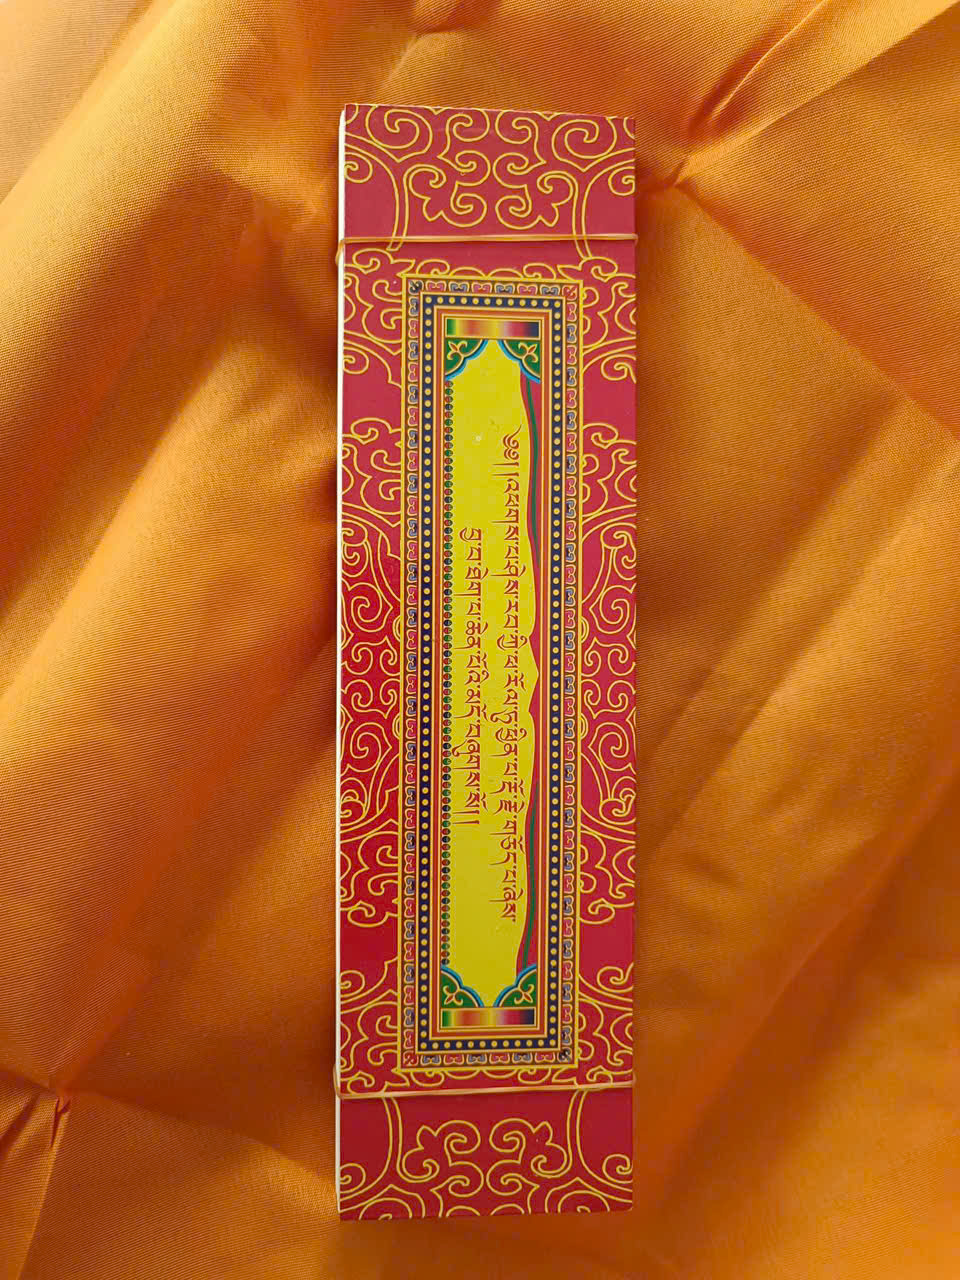 ༄༅། །འཕགས་པ་ཤེས་རབ་ཀྱི་ཕ་རོལ་ཏུ་ཕྱིན་པ་རྡོ་རྗེ་གཅོད་པ་ཞེས་
བྱ་བ་ཐེག་པ་ཆེན་པོའི་མདོ་བཞུགས་སོ།།